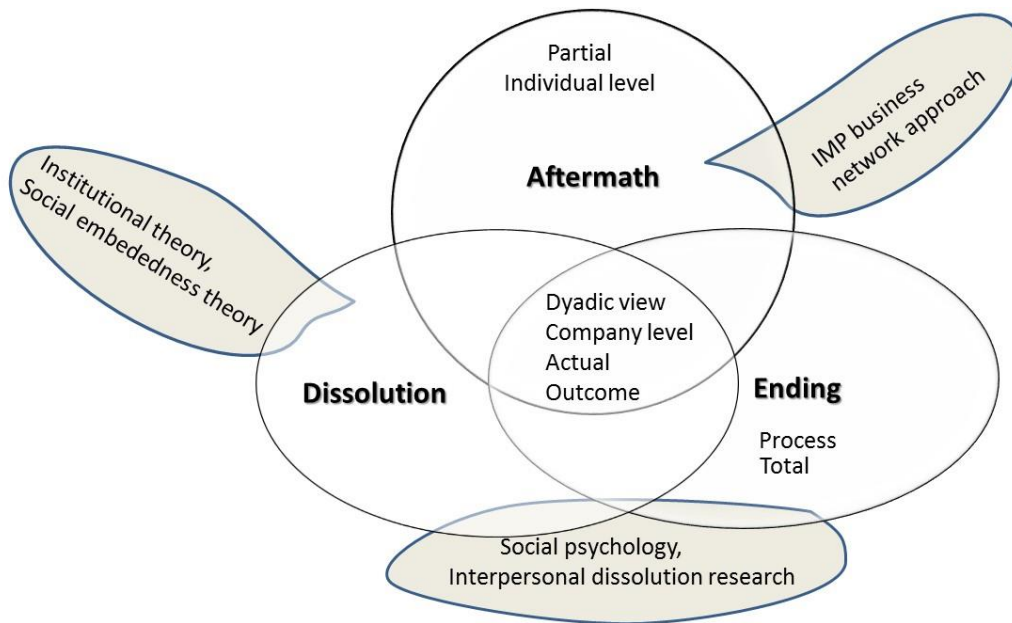 Partial
Individual level
Aftermath
IMP business
network approach
Institutional theory,
Social embededness theory
Dyadic view
Company level
Actual
Outcome
Dissolution
Ending
Process
Total
Social psychology,
Interpersonal dissolution research